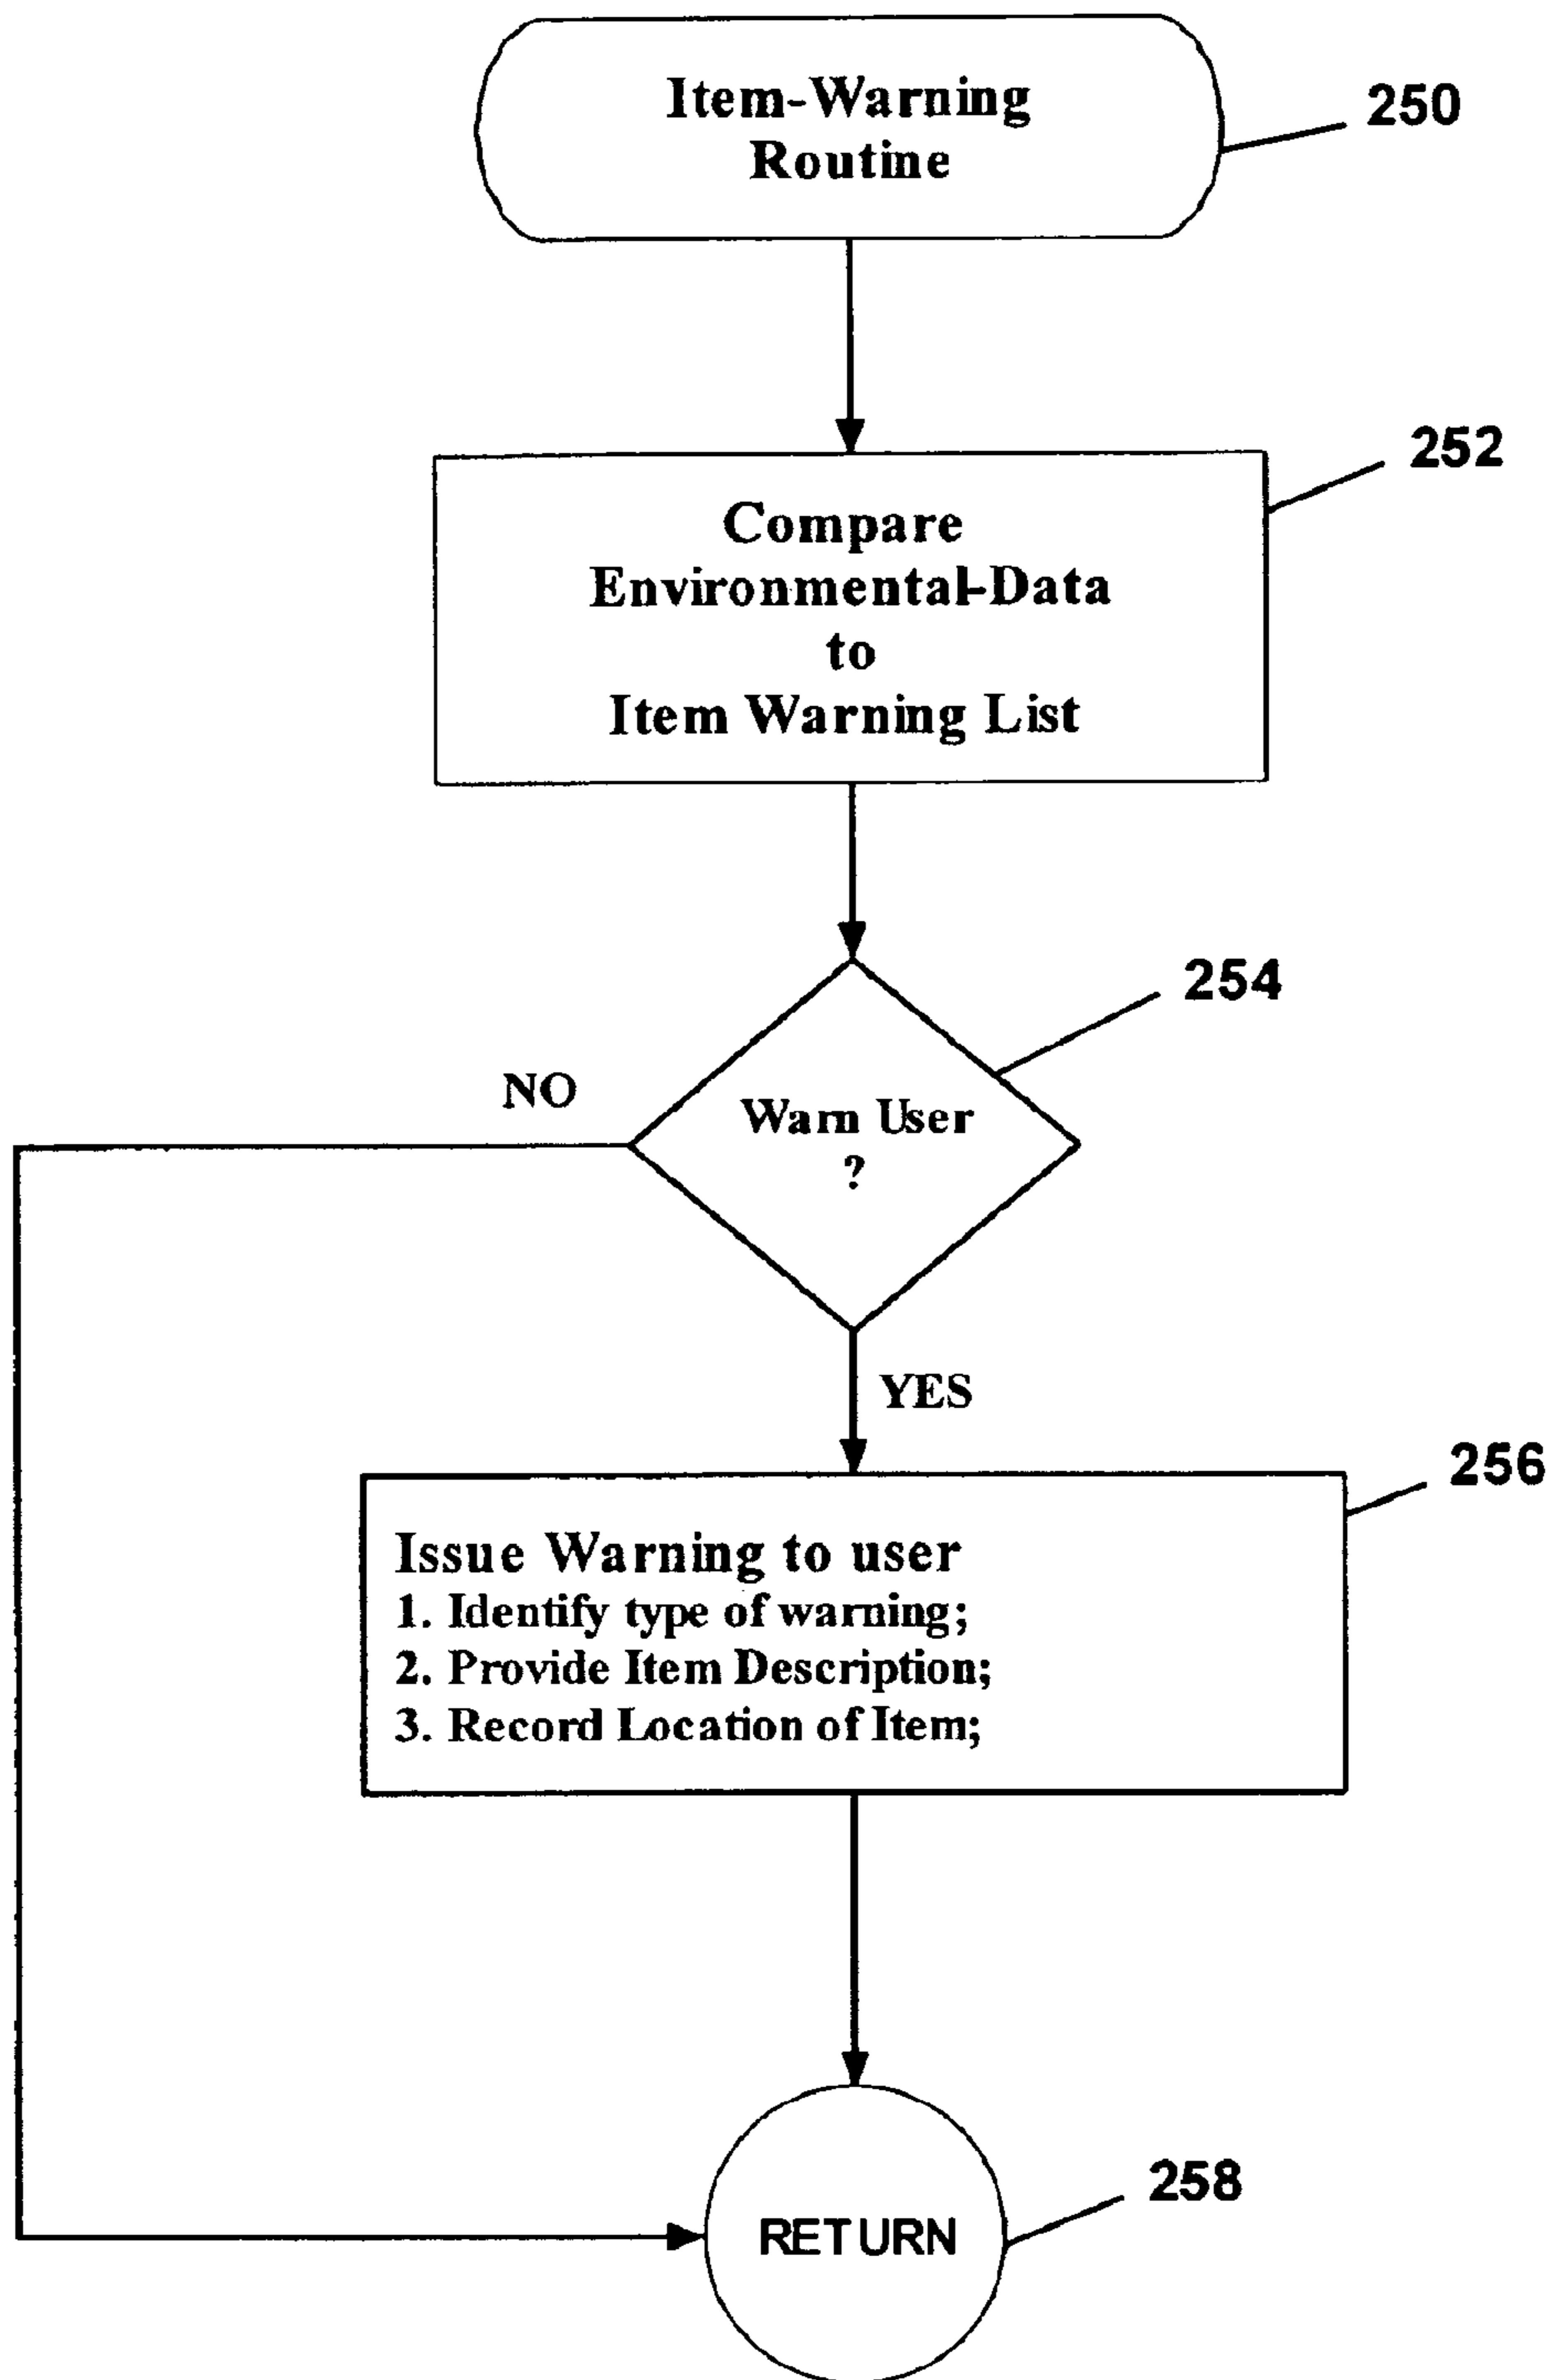 Item-Warning
Routine
250
Compare
Environmental-Data
to
Item Warning List
252
254
NO
Warn User
?
YES
256
Issue Warning to user
1. Identify type of warning;
2. Provide Item Description;
3. Record Location of Item;
258
RETURN